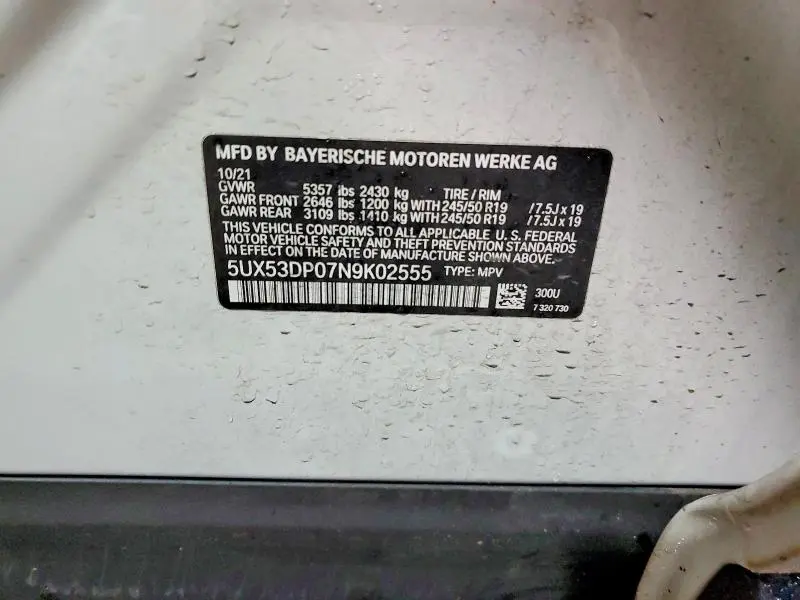 MFD BY BAYERISCHE MOTOREN WERKE AG
10/21
GVWR 5357 lbs 2430 kg TIRE / RIM
GAWR FRONT 2646 lbs 1200 kg WITH 245/50 R19 / 7.5J x 19
GAWR REAR 3109 lbs 1410 kg WITH 245/50 R19 / 7.5J x 19
THIS VEHICLE CONFORMS TO ALL APPLICABLE U. S. FEDERAL
MOTOR VEHICLE SAFETY AND THEFT PREVENTION STANDARDS
IN EFFECT ON THE DATE OF MANUFACTURE SHOWN ABOVE.
5UX53DP07N9K02555 TYPE: MPV
300U
7 320 730